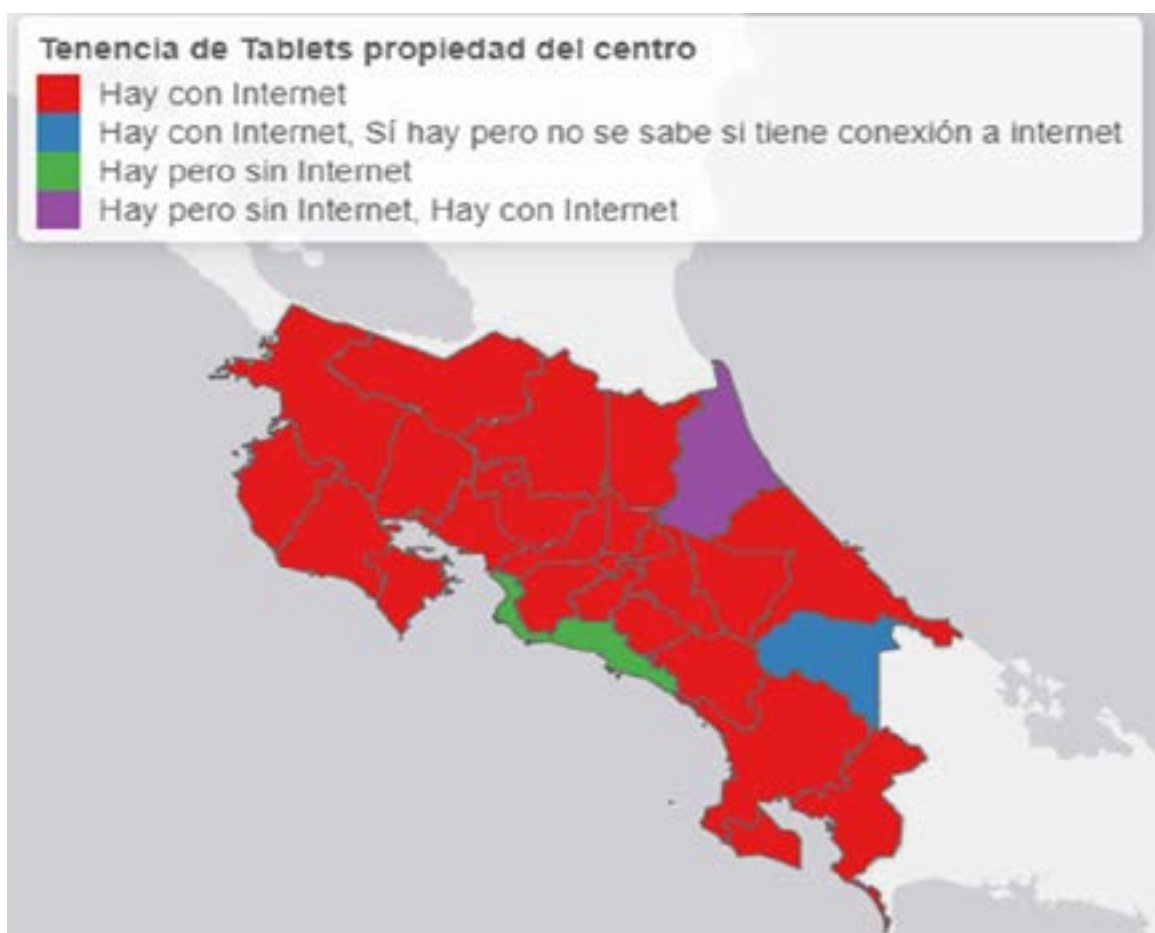 Tenencia de Tablets propiedad del centro
Hay con Internet
Hay con Internet, Sí hay pero no se sabe si tiene conexión a internet
Hay pero sin Internet
Hay pero sin Internet, Hay con Internet